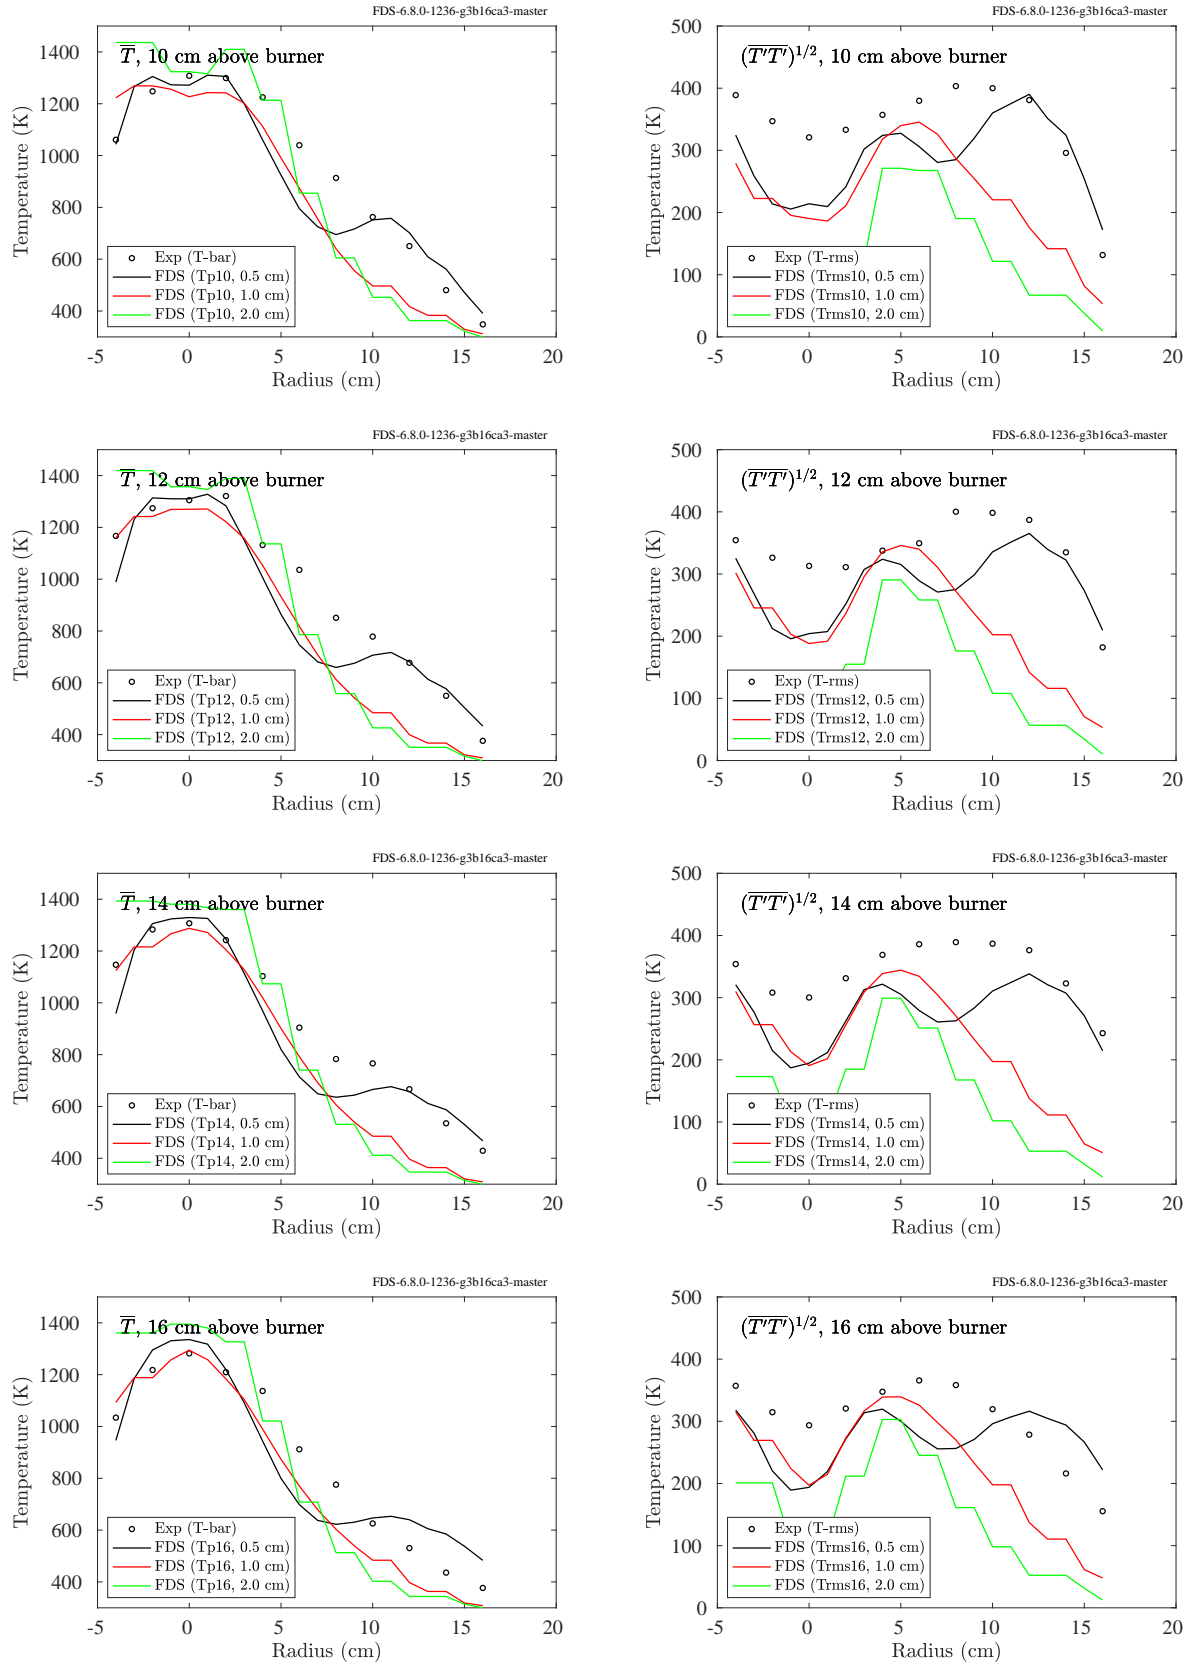 FDS-6.8.0-1236-g3b16ca3-master
T̅, 10 cm above burner
Temperature (K)
1400
1200
1000
800
600
400
Exp (T-bar)
FDS (Tp10, 0.5 cm)
FDS (Tp10, 1.0 cm)
FDS (Tp10, 2.0 cm)
-5 0 5 10 15 20
Radius (cm)
FDS-6.8.0-1236-g3b16ca3-master
(T′T′)1/2, 10 cm above burner
Temperature (K)
500
400
300
200
100
0
Exp (T-rms)
FDS (Trms10, 0.5 cm)
FDS (Trms10, 1.0 cm)
FDS (Trms10, 2.0 cm)
-5 0 5 10 15 20
Radius (cm)
FDS-6.8.0-1236-g3b16ca3-master
T̅, 12 cm above burner
Temperature (K)
1400
1200
1000
800
600
400
Exp (T-bar)
FDS (Tp12, 0.5 cm)
FDS (Tp12, 1.0 cm)
FDS (Tp12, 2.0 cm)
-5 0 5 10 15 20
Radius (cm)
FDS-6.8.0-1236-g3b16ca3-master
(T′T′)1/2, 12 cm above burner
Temperature (K)
500
400
300
200
100
0
Exp (T-rms)
FDS (Trms12, 0.5 cm)
FDS (Trms12, 1.0 cm)
FDS (Trms12, 2.0 cm)
-5 0 5 10 15 20
Radius (cm)
FDS-6.8.0-1236-g3b16ca3-master
T̅, 14 cm above burner
Temperature (K)
1400
1200
1000
800
600
400
Exp (T-bar)
FDS (Tp14, 0.5 cm)
FDS (Tp14, 1.0 cm)
FDS (Tp14, 2.0 cm)
-5 0 5 10 15 20
Radius (cm)
FDS-6.8.0-1236-g3b16ca3-master
(T′T′)1/2, 14 cm above burner
Temperature (K)
500
400
300
200
100
0
Exp (T-rms)
FDS (Trms14, 0.5 cm)
FDS (Trms14, 1.0 cm)
FDS (Trms14, 2.0 cm)
-5 0 5 10 15 20
Radius (cm)
FDS-6.8.0-1236-g3b16ca3-master
T̅, 16 cm above burner
Temperature (K)
1400
1200
1000
800
600
400
Exp (T-bar)
FDS (Tp16, 0.5 cm)
FDS (Tp16, 1.0 cm)
FDS (Tp16, 2.0 cm)
-5 0 5 10 15 20
Radius (cm)
FDS-6.8.0-1236-g3b16ca3-master
(T′T′)1/2, 16 cm above burner
Temperature (K)
500
400
300
200
100
0
Exp (T-rms)
FDS (Trms16, 0.5 cm)
FDS (Trms16, 1.0 cm)
FDS (Trms16, 2.0 cm)
-5 0 5 10 15 20
Radius (cm)